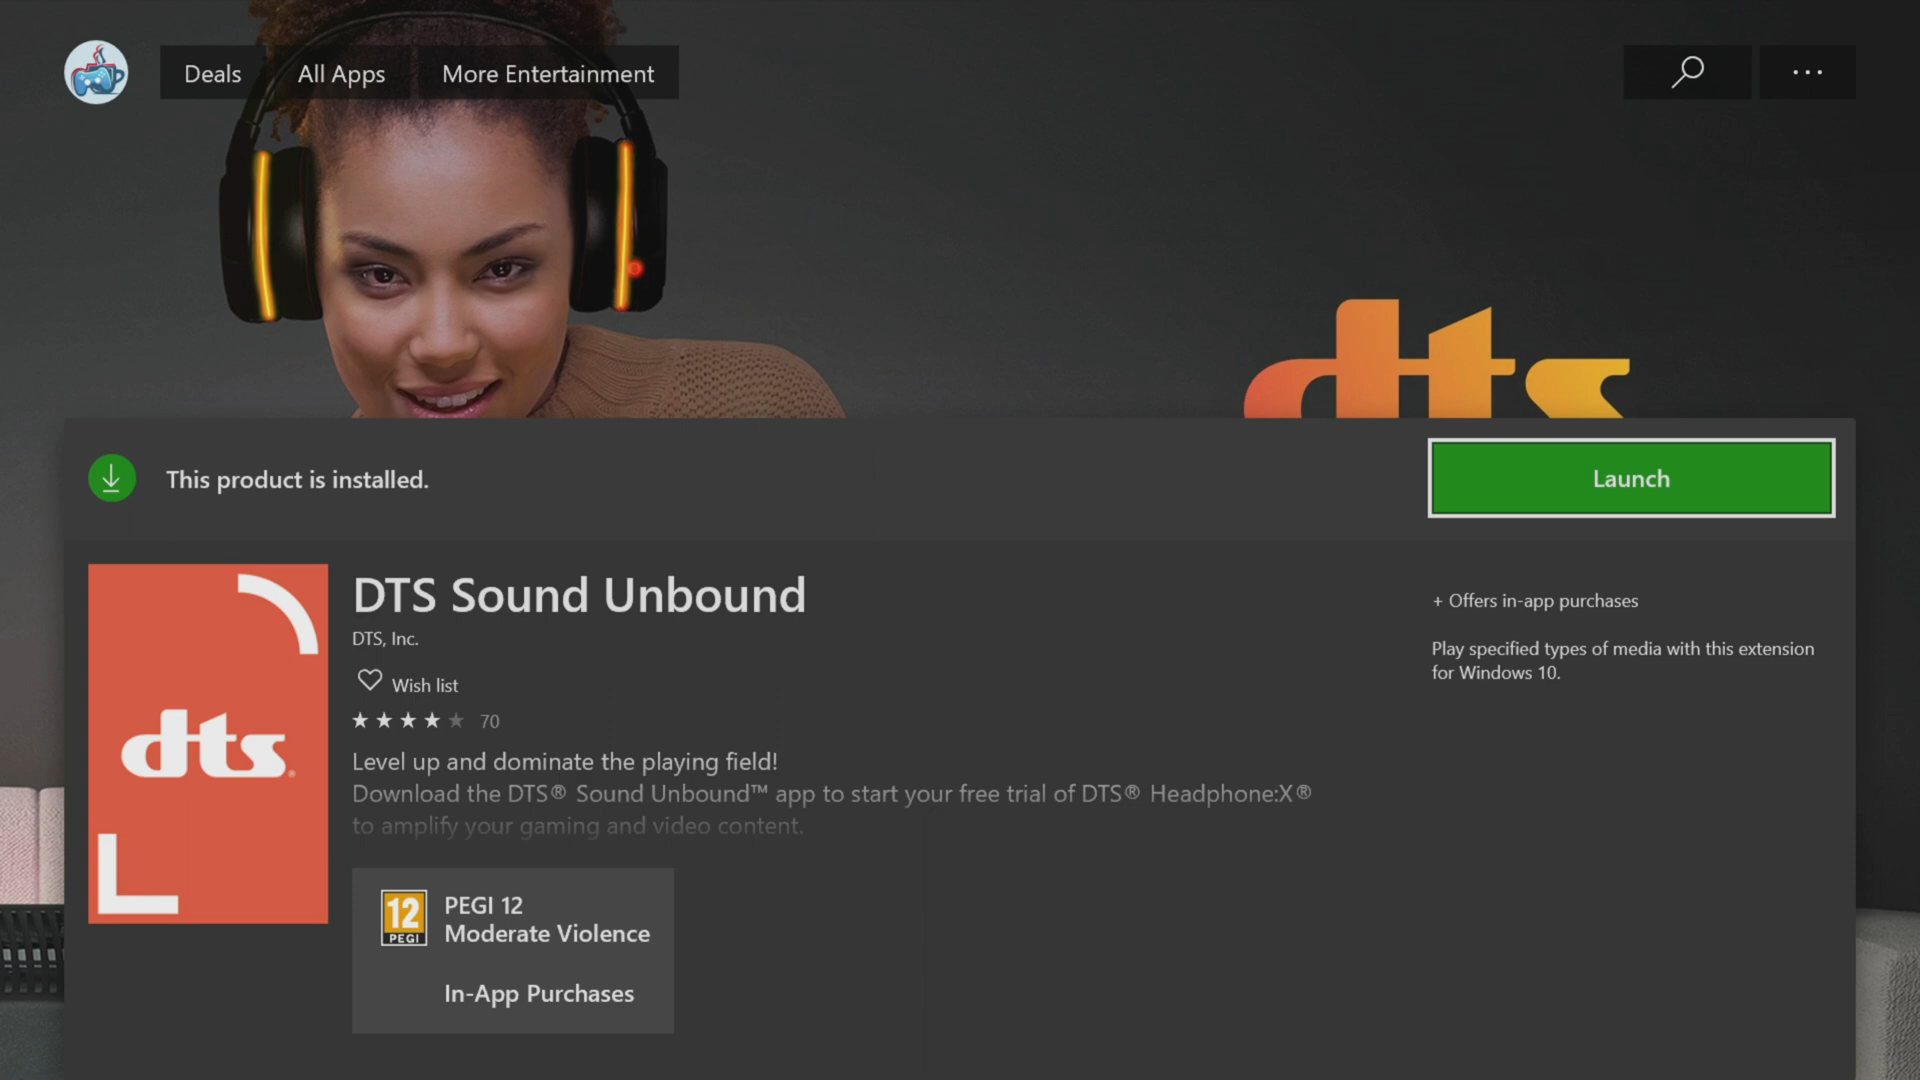 Deals
All Apps
More Entertainment
dts
This product is installed.
Launch
dts
DTS Sound Unbound
DTS, Inc.
Wish list
70
Level up and dominate the playing field!
Download the DTS® Sound Unbound™ app to start your free trial of DTS® Headphone:X®
to amplify your gaming and video content.
+ Offers in-app purchases
Play specified types of media with this extension
for Windows 10.
12
PEGI
PEGI 12
Moderate Violence
In-App Purchases